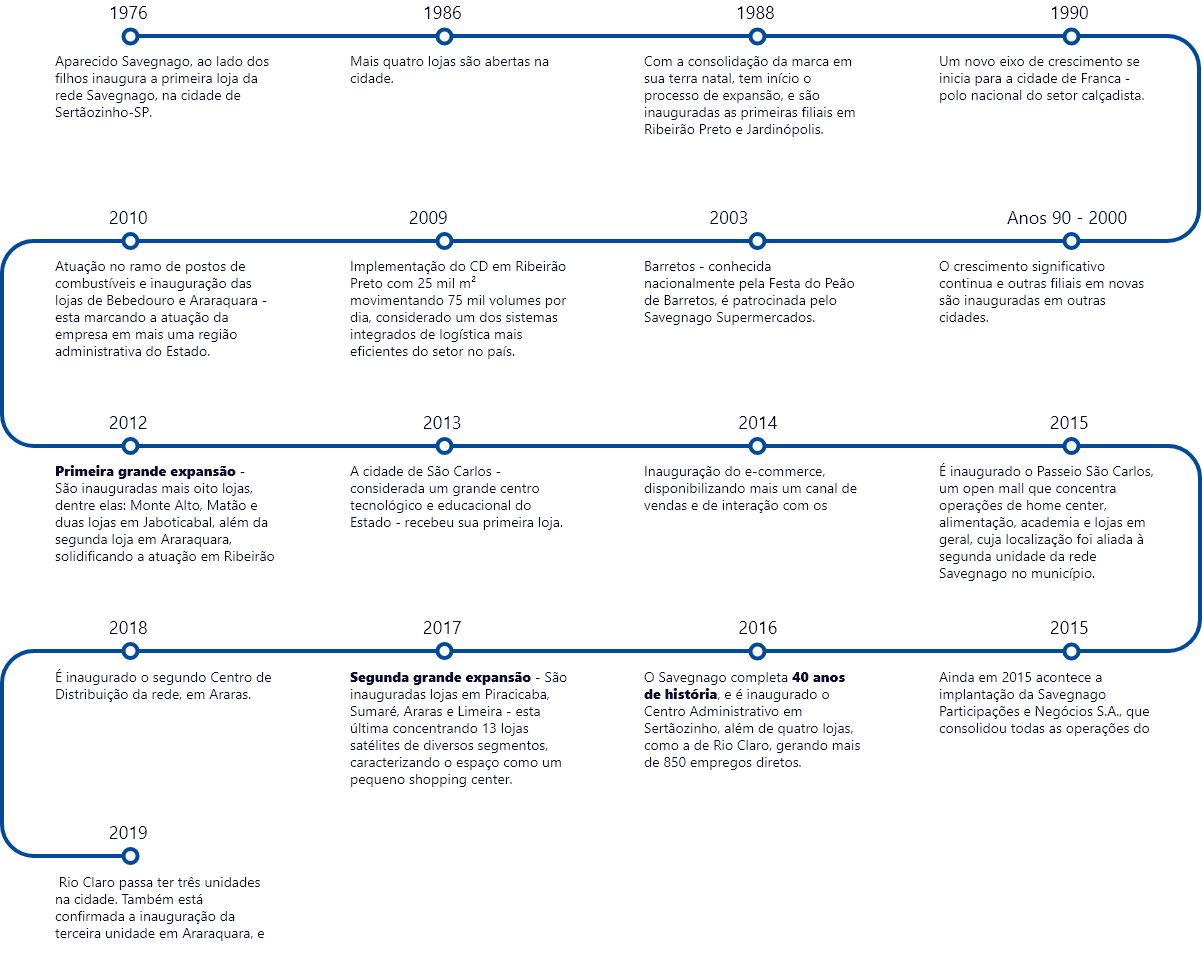 1976
Aparecido Savegnago, ao lado dos
filhos inaugura a primeira loja da
rede Savegnago, na cidade de
Sertãozinho-SP.
1986
Mais quatro lojas são abertas na
cidade.
1988
Com a consolidação da marca em
sua terra natal, tem início o
processo de expansão, e são
inauguradas as primeiras filiais em
Ribeirão Preto e Jardinópolis.
1990
Um novo eixo de crescimento se
inicia para a cidade de Franca -
polo nacional do setor calçadista.
Anos 90 - 2000
O crescimento significativo
continua e outras filiais em novas
são inauguradas em outras
cidades.
2003
Barretos - conhecida
nacionalmente pela Festa do Peão
de Barretos, é patrocinada pelo
Savegnago Supermercados.
2009
Implementação do CD em Ribeirão
Preto com 25 mil m²
movimentando 75 mil volumes por
dia, considerado um dos sistemas
integrados de logística mais
eficientes do setor no país.
2010
Atuação no ramo de postos de
combustíveis e inauguração das
lojas de Bebedouro e Araraquara -
esta marcando a atuação da
empresa em mais uma região
administrativa do Estado.
2012
Primeira grande expansão -
São inauguradas mais oito lojas,
dentre elas: Monte Alto, Matão e
duas lojas em Jaboticabal, além da
segunda loja em Araraquara,
solidificando a atuação em Ribeirão
2013
A cidade de São Carlos -
considerada um grande centro
tecnológico e educacional do
Estado - recebeu sua primeira loja.
2014
Inauguração do e-commerce,
disponibilizando mais um canal de
vendas e de interação com os
2015
É inaugurado o Passeio São Carlos,
um open mall que concentra
operações de home center,
alimentação, academia e lojas em
geral, cuja localização foi aliada à
segunda unidade da rede
Savegnago no município.
2015
Ainda em 2015 acontece a
implantação da Savegnago
Participações e Negócios S.A., que
consolidou todas as operações do
2016
O Savegnago completa 40 anos
de história, e é inaugurado o
Centro Administrativo em
Sertãozinho, além de quatro lojas,
como a de Rio Claro, gerando mais
de 850 empregos diretos.
2017
Segunda grande expansão - São
inauguradas lojas em Piracicaba,
Sumaré, Araras e Limeira - esta
última concentrando 13 lojas
satélites de diversos segmentos,
caracterizando o espaço como um
pequeno shopping center.
2018
É inaugurado o segundo Centro de
Distribuição da rede, em Araras.
2019
Rio Claro passa ter três unidades
na cidade. Também está
confirmada a inauguração da
terceira unidade em Araraquara, e